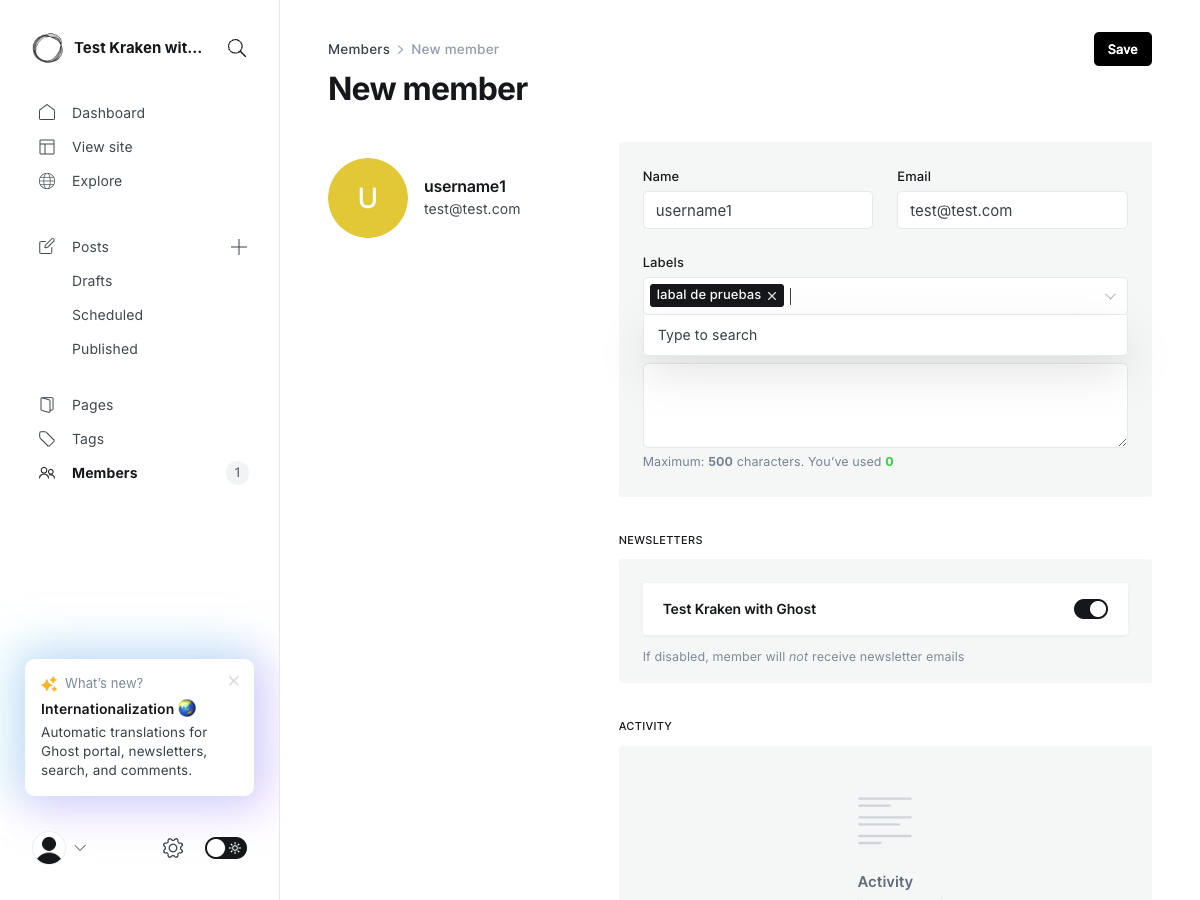 Test Kraken wit...
Dashboard
View site
Explore
Posts
Drafts
Scheduled
Published
Pages
Tags
Members
1
What's new?
Internationalization 🌏
Automatic translations for
Ghost portal, newsletters,
search, and comments.
Members
New member
Save
New member
U
username1
test@test.com
Name
Email
username1
test@test.com
Labels
labal de pruebas
Type to search
Maximum: 500 characters. You've used 0
NEWSLETTERS
Test Kraken with Ghost
If disabled, member will not receive newsletter emails
ACTIVITY
Activity